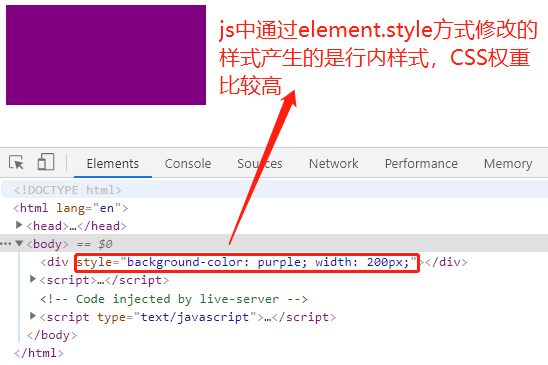 js中通过element.style方式修改的
样式产生的是行内样式，CSS权重
比较高
Elements Console Sources Network Performance Memory
<!DOCTYPE html>
<html lang="en">
<head>…</head>
<body> == $0
<div style="background-color: purple; width: 200px;"></div>
<script>…</script>
<!-- Code injected by live-server -->
<script type="text/javascript">…</script>
</body>
</html>